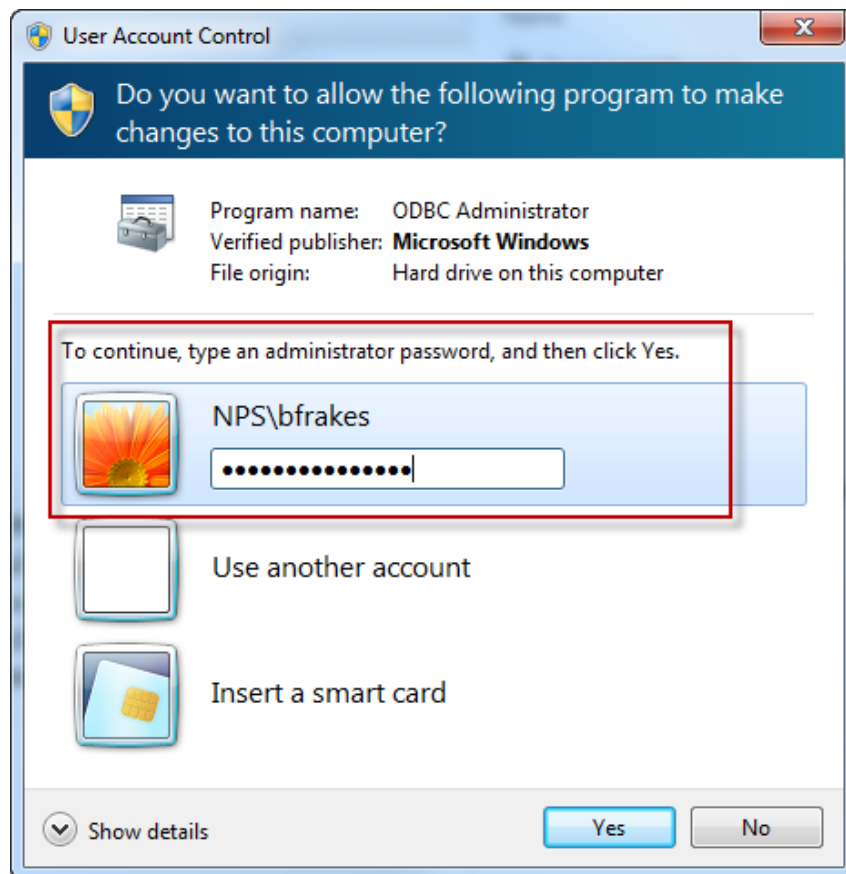 User Account Control
Do you want to allow the following program to make
changes to this computer?
Program name: ODBC Administrator
Verified publisher: Microsoft Windows
File origin: Hard drive on this computer
To continue, type an administrator password, and then click Yes.
NPS\bfrakes
●●●●●●●●●●●●●●●
Use another account
Insert a smart card
Show details
Yes No